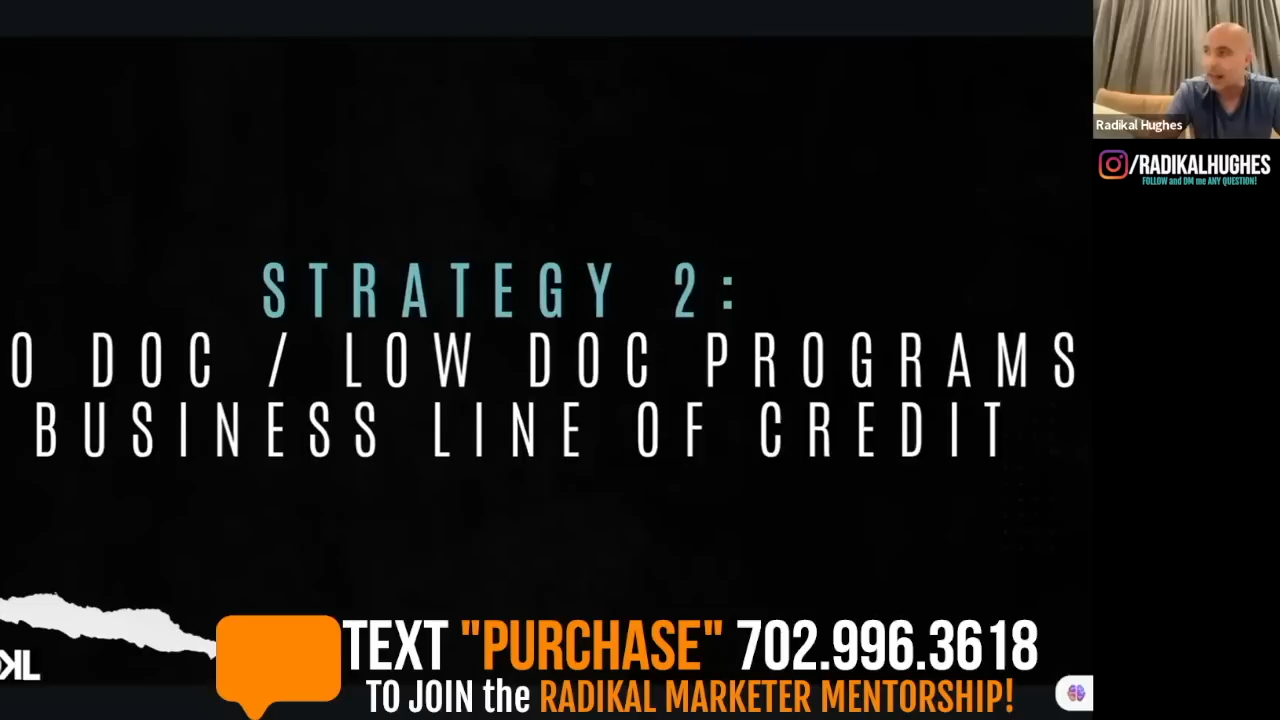 STRATEGY 2:
O DOC / LOW DOC PROGRAMS
BUSINESS LINE OF CREDIT
Radikal Hughes
/RADIKALHUGHES
FOLLOW and DM me ANY QUESTION!
TEXT "PURCHASE" 702.996.3618
TO JOIN the RADIKAL MARKETER MENTORSHIP!